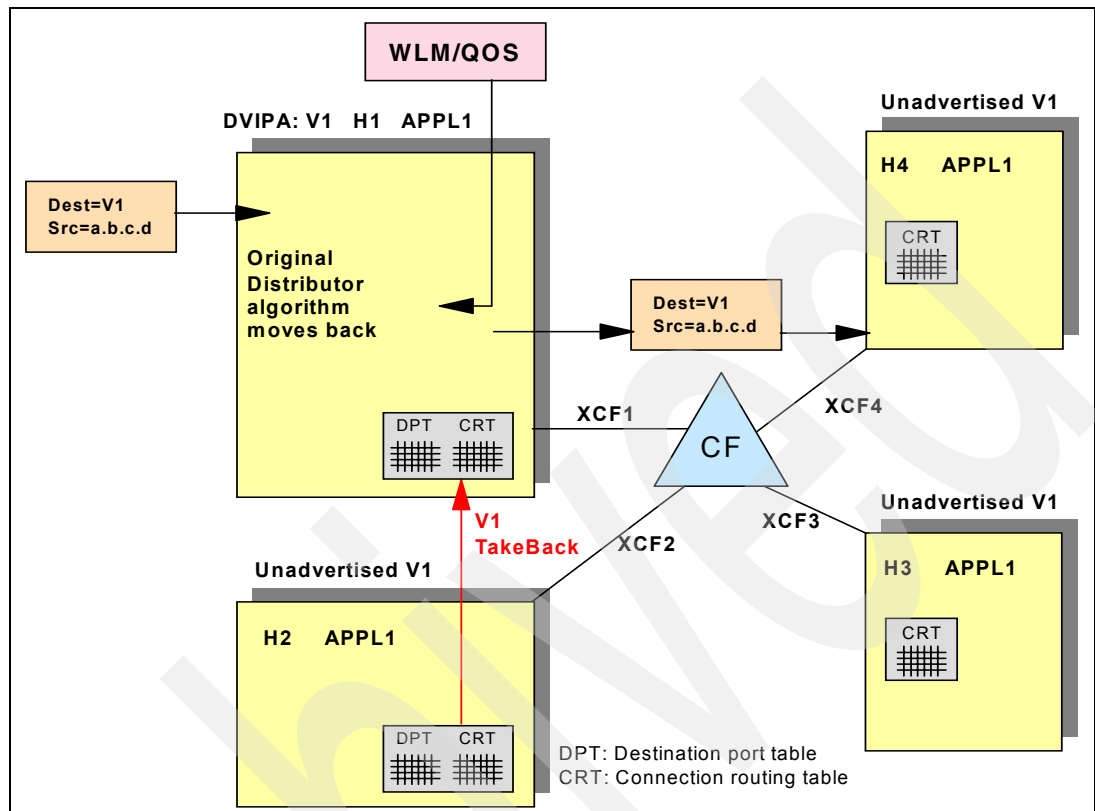 WLM/QOS
DVIPA: V1 H1 APPL1
Unadvertised V1
Dest=V1
Src=a.b.c.d
Original
Distributor
algorithm
moves back
H4 APPL1
CRT
Dest=V1
Src=a.b.c.d
XCF1
XCF4
CF
DPT CRT
V1
TakeBack
XCF2
XCF3
Unadvertised V1
H3 APPL1
CRT
Unadvertised V1
H2 APPL1
DPT CRT
DPT: Destination port table
CRT: Connection routing table